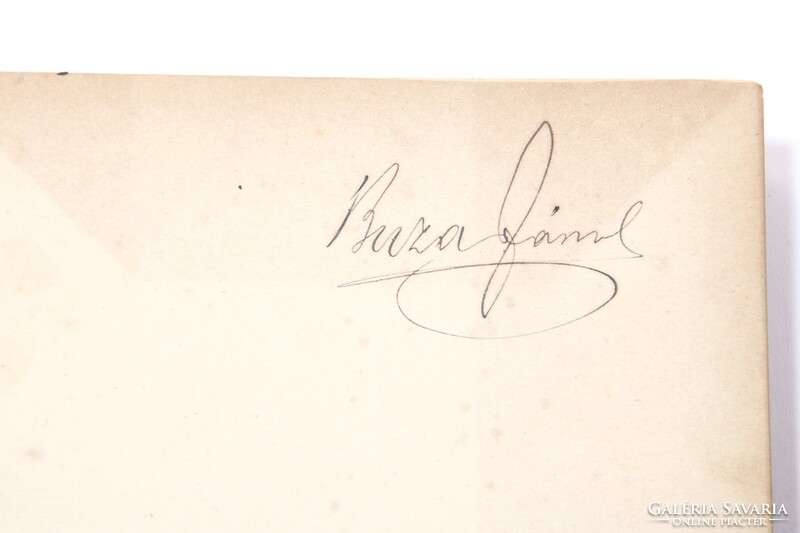 Buza János
GALÉRIA SAVARIA
ONLINE PIACTÉR